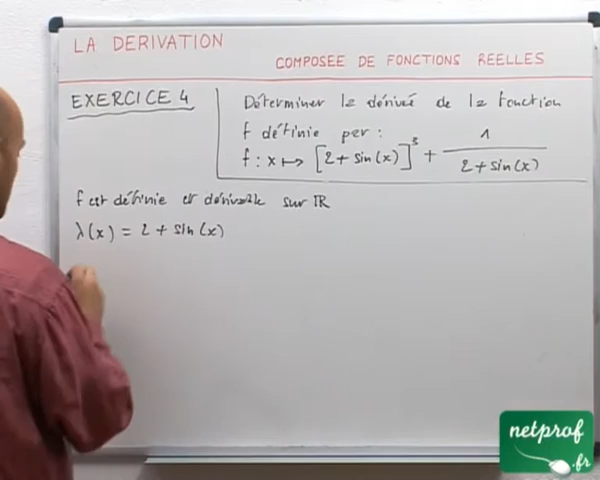 LA DERIVATION
COMPOSEE DE FONCTIONS REELLES
EXERCICE 4
Déterminer la dérivée de la fonction
f définie par :
f : x ↦ [2 + sin(x)]³ + 1 / (2 + sin(x))
f est définie et dérivable sur IR
λ(x) = 2 + sin(x)
netprof
.fr